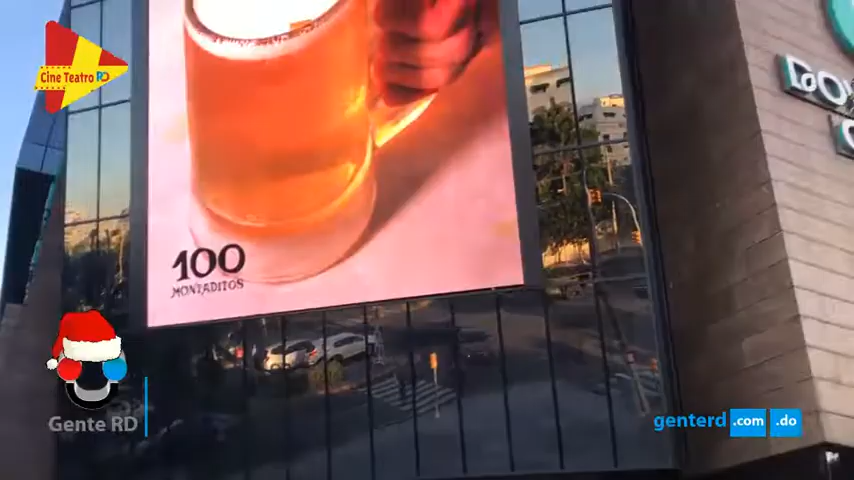 Cine Teatro RD
100
MONTADITOS
Gente RD
genterd .com .do